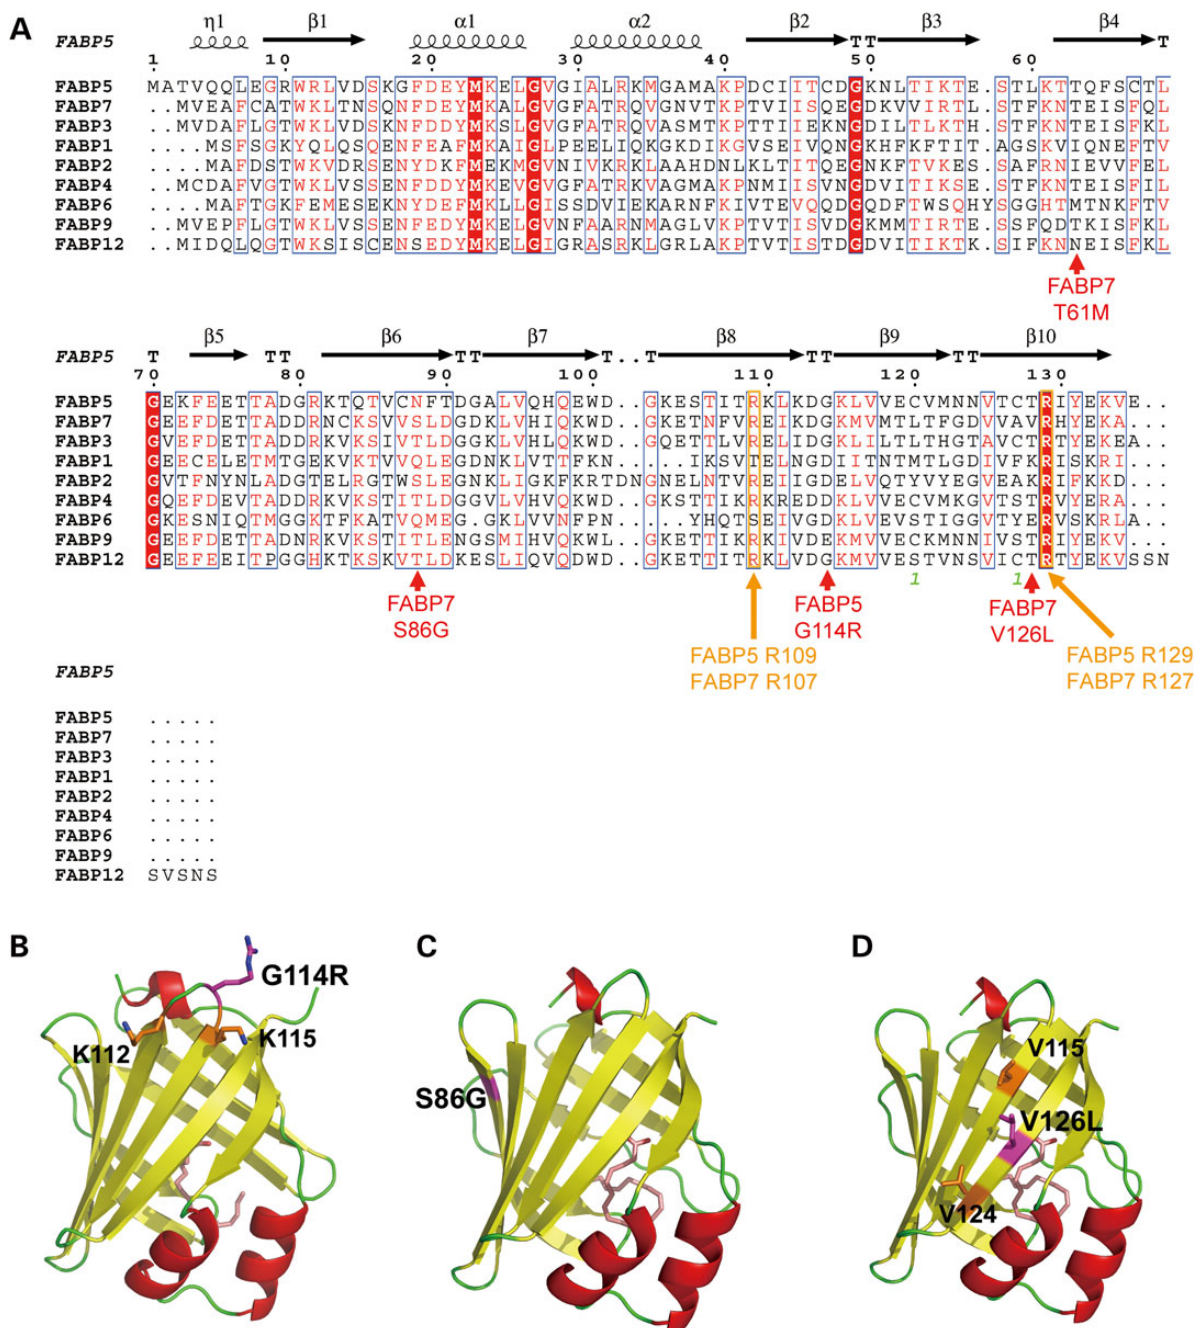 A
η1 β1 α1 α2 β2 β3 β4
FABP5 TT T
1 10 20 30 40 50 60
FABP5 MATVQQLEGRWRLVDSKGFDEYMKELGVGIALRKMGAMAKPDCIITCDGKNLTIKTE.STLKTTQFSCTL
FABP7 ..MVEAFCATWKLTNSQNFDEYMKALGVGFATRQVGNVTKPTVIISQEGDKVVIRTL.STFKNTEISFQL
FABP3 ..MVDAFLGTWKLVDSKNFDDYMKSLGVGFATRQVASMTKPTTIIEKNGDILTLKTH.STFKNTEISFKL
FABP1 ....MSFSGKYQLQSQENFEAFMKAIGLPEELIQKGKDIKGVSEIVQNGKHFKFTIT.AGSKVIQNEFTL
FABP2 ....MAFDSTWKVDRSENYDKFMEKMGVNIVKRKLAAHDNLKLTITQEGNKFTVKES.SAFRNIEVVFEL
FABP4 ..MCDAFVGTWKLVSSENFDDYMKEVGVGFATRKVAGMAKPNMIISVNGDVITIKSE.STFKNTEISFIL
FABP6 ....MAFTGKFEMESEKNYDEFMKLLGISSDVIEKARNFKIVTEVQQDGQDFTWSQHYSGGHTMTNKFTV
FABP9 ..MVEPFLGTWKLVSSENFEDYMKELGVNFAARNMAGLVKPTVTISVDGKMMTIRTE.SSFQDTKISFKL
FABP12 ..MIDQLQGTWKSISCENSEDYMKELGIGRASRKLGRLAKPTVTISTDGDVITIKTK.SIFKNNEISFKL
FABP7
T61M
β5 β6 β7 β8 β9 β10
FABP5 T TT TT T..T TT TT
70 80 90 100 110 120 130
FABP5 GEKFEETTADGRKTQTVCNFTDGALVQHQEWD..GKESTITRKLKDGKLVVECVMNNVTCTRIYEKVE..
FABP7 GEEFDETTADDRNCKSVVSLDGDKLVHIQKWD..GKETNFVREIKDGKMVMTLTFGDVVAVRHYEKA...
FABP3 GVEFDETTADDRKVKSIVTLDGGKLVHLQKWD..GQETTLVRELIDGKLILTLTHGTAVCTRTYEKEA..
FABP1 GEECELETMTGEKVKTVVQLEGDNKLVTTFKN.....IKSVTELNGDIITNTMTLGDIVFKRISKRI...
FABP2 GVTFNYNLADGTELRGTWSLEGNKLIGKFKRTDNGNELNTVREIIGDELVQTYVYEGVEAKRIFKKD...
FABP4 GQEFDEVTADDRKVKSTITLDGGVLVHVQKWD..GKSTTIKRKREDDKLVVECVMKGVTSTRVYERA...
FABP6 GKESNIQTMGGKTFKATVQMEG.GKLVVNFPN.....YHQTSEIVGDKLVEVSTIGGVTYERVSKRLA..
FABP9 GEEFDETTADNRKVKSTITLENGSMIHVQKWL..GKETTIKRKIVDEKMVVECKMNNIVSTRIYEKV...
FABP12 GEEFEEITPGGHKTKSKVTLDKESLIQVQDWD..GKETTITRKLVDGKMVVESTVNSVICTRTYEKVSSN
1 1
FABP7
S86G
FABP5 R109
FABP7 R107
FABP5
G114R
FABP7
V126L
FABP5 R129
FABP7 R127
FABP5
FABP5 .....
FABP7 .....
FABP3 .....
FABP1 .....
FABP2 .....
FABP4 .....
FABP6 .....
FABP9 .....
FABP12 SVSNS
B
G114R
K112
K115
C
S86G
D
V115
V126L
V124